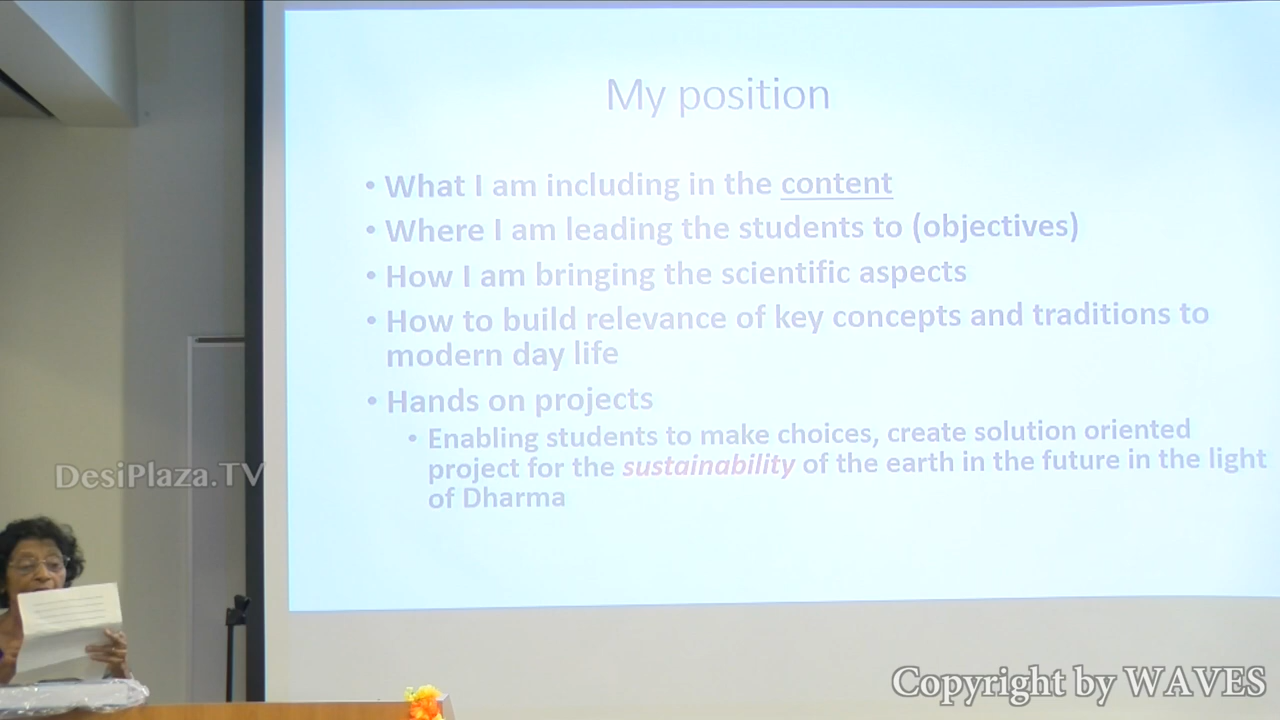 My position
• What I am including in the content
• Where I am leading the students to (objectives)
• How I am bringing the scientific aspects
• How to build relevance of key concepts and traditions to
modern day life
• Hands on projects
• Enabling students to make choices, create solution oriented
project for the sustainability of the earth in the future in the light
of Dharma
DesiPlaza.TV
Copyright by WAVES